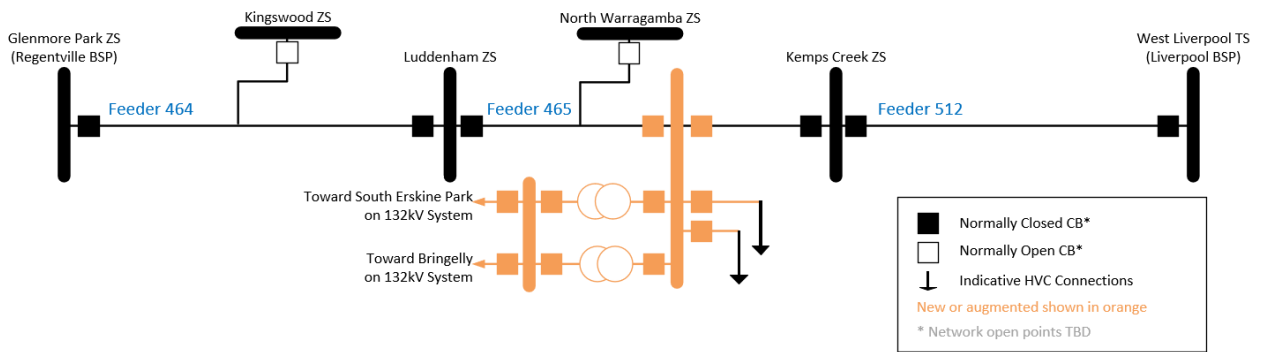 Kingswood ZS
North Warragamba ZS
Glenmore Park ZS
(Regentville BSP)
Luddenham ZS
Kemps Creek ZS
West Liverpool TS
(Liverpool BSP)
Feeder 464
Feeder 465
Feeder 512
Toward South Erskine Park
on 132kV System
Toward Bringelly
on 132kV System
Normally Closed CB*
Normally Open CB*
Indicative HVC Connections
New or augmented shown in orange
* Network open points TBD